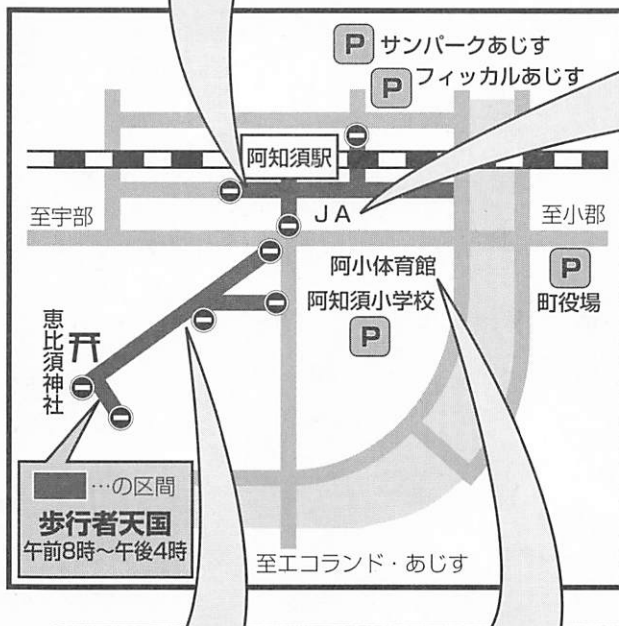 P サンパークあじす
P フィッカルあじす
阿知須駅
JA
至宇部
至小郡
阿小体育館
P
町役場
阿知須小学校
P
恵比須神社
…の区間
歩行者天国
午前8時～午後4時
至エコランド・あじす